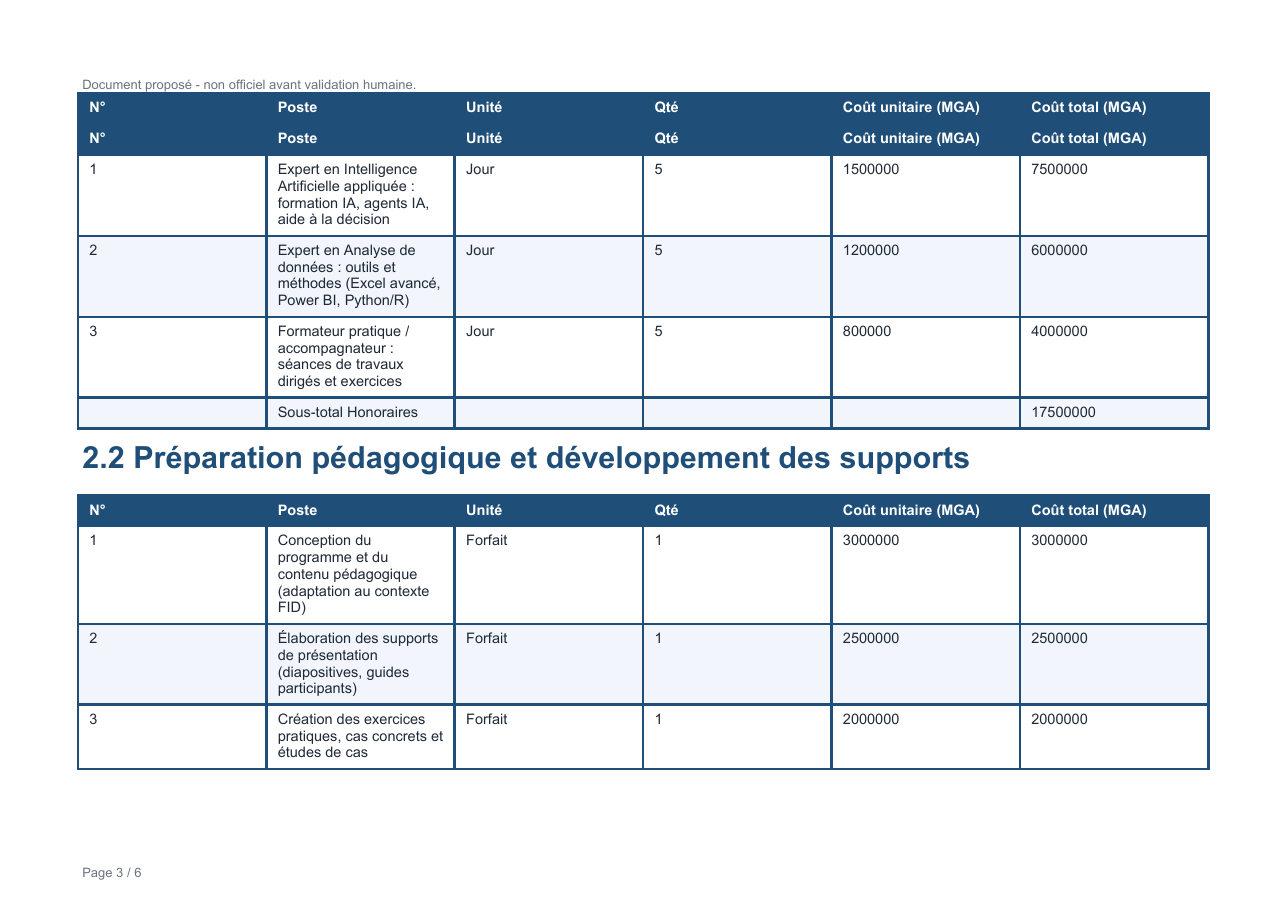 Document proposé - non officiel avant validation humaine.
N° Poste Unité Qté Coût unitaire (MGA) Coût total (MGA)
N° Poste Unité Qté Coût unitaire (MGA) Coût total (MGA)
1 Expert en Intelligence Jour 5 1500000 7500000
Artificielle appliquée :
formation IA, agents IA,
aide à la décision
2 Expert en Analyse de Jour 5 1200000 6000000
données : outils et
méthodes (Excel avancé,
Power BI, Python/R)
3 Formateur pratique / Jour 5 800000 4000000
accompagnateur :
séances de travaux
dirigés et exercices
Sous-total Honoraires 17500000
2.2 Préparation pédagogique et développement des supports
N° Poste Unité Qté Coût unitaire (MGA) Coût total (MGA)
1 Conception du Forfait 1 3000000 3000000
programme et du
contenu pédagogique
(adaptation au contexte
FID)
2 Élaboration des supports Forfait 1 2500000 2500000
de présentation
(diapositives, guides
participants)
3 Création des exercices Forfait 1 2000000 2000000
pratiques, cas concrets et
études de cas
Page 3 / 6